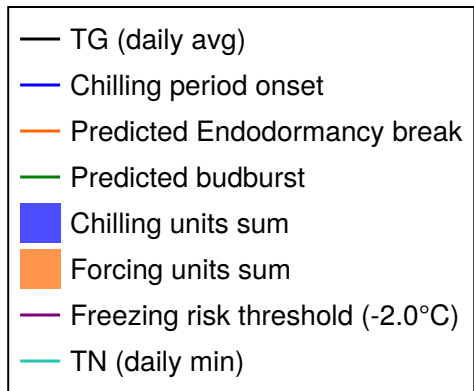 TG (daily avg)
Chilling period onset
Predicted Endodormancy break
Predicted budburst
Chilling units sum
Forcing units sum
Freezing risk threshold (-2.0°C)
TN (daily min)